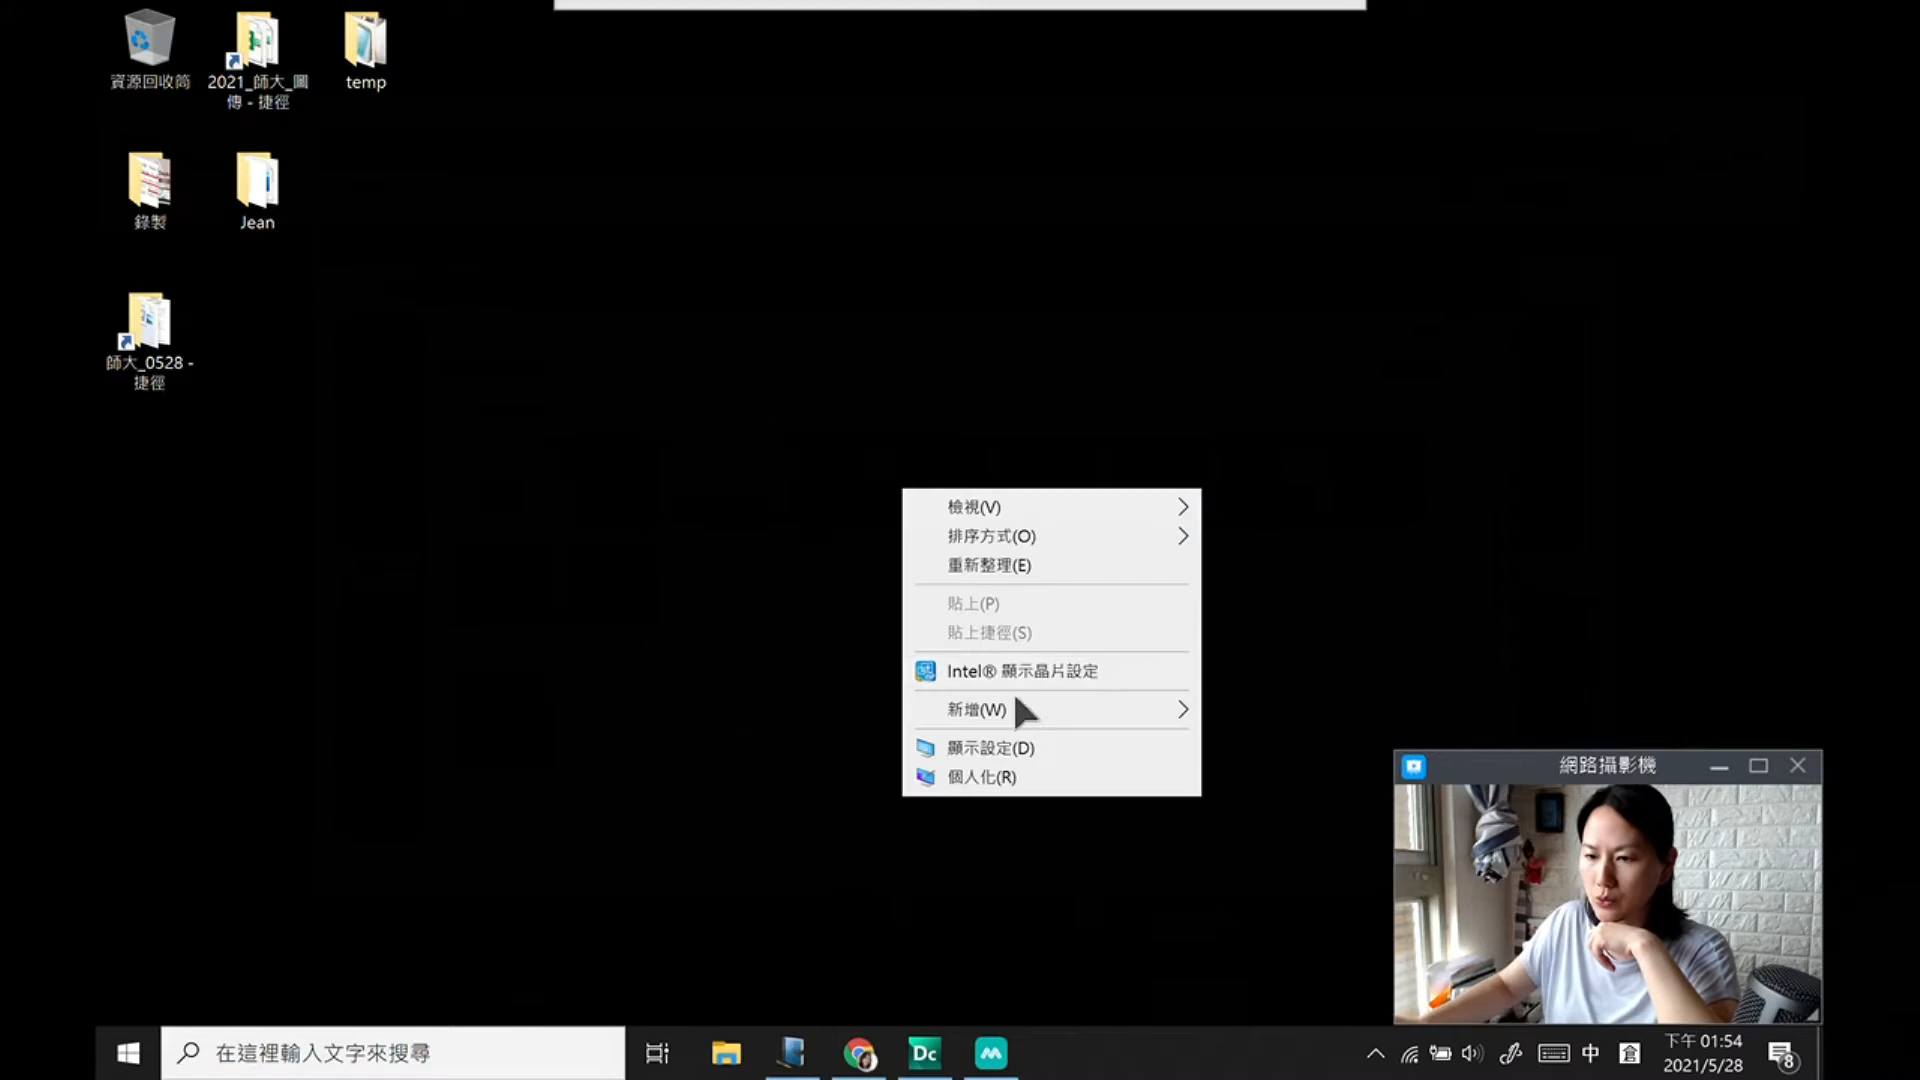 資源回收筒
2021_師大_圖
傳 - 捷徑
temp
錄製
Jean
師大_0528 -
捷徑
檢視(V)
排序方式(O)
重新整理(E)
貼上(P)
貼上捷徑(S)
Intel® 顯示晶片設定
新增(W)
顯示設定(D)
個人化(R)
網路攝影機
在這裡輸入文字來搜尋
Dc
中
倉
下午 01:54
2021/5/28
8